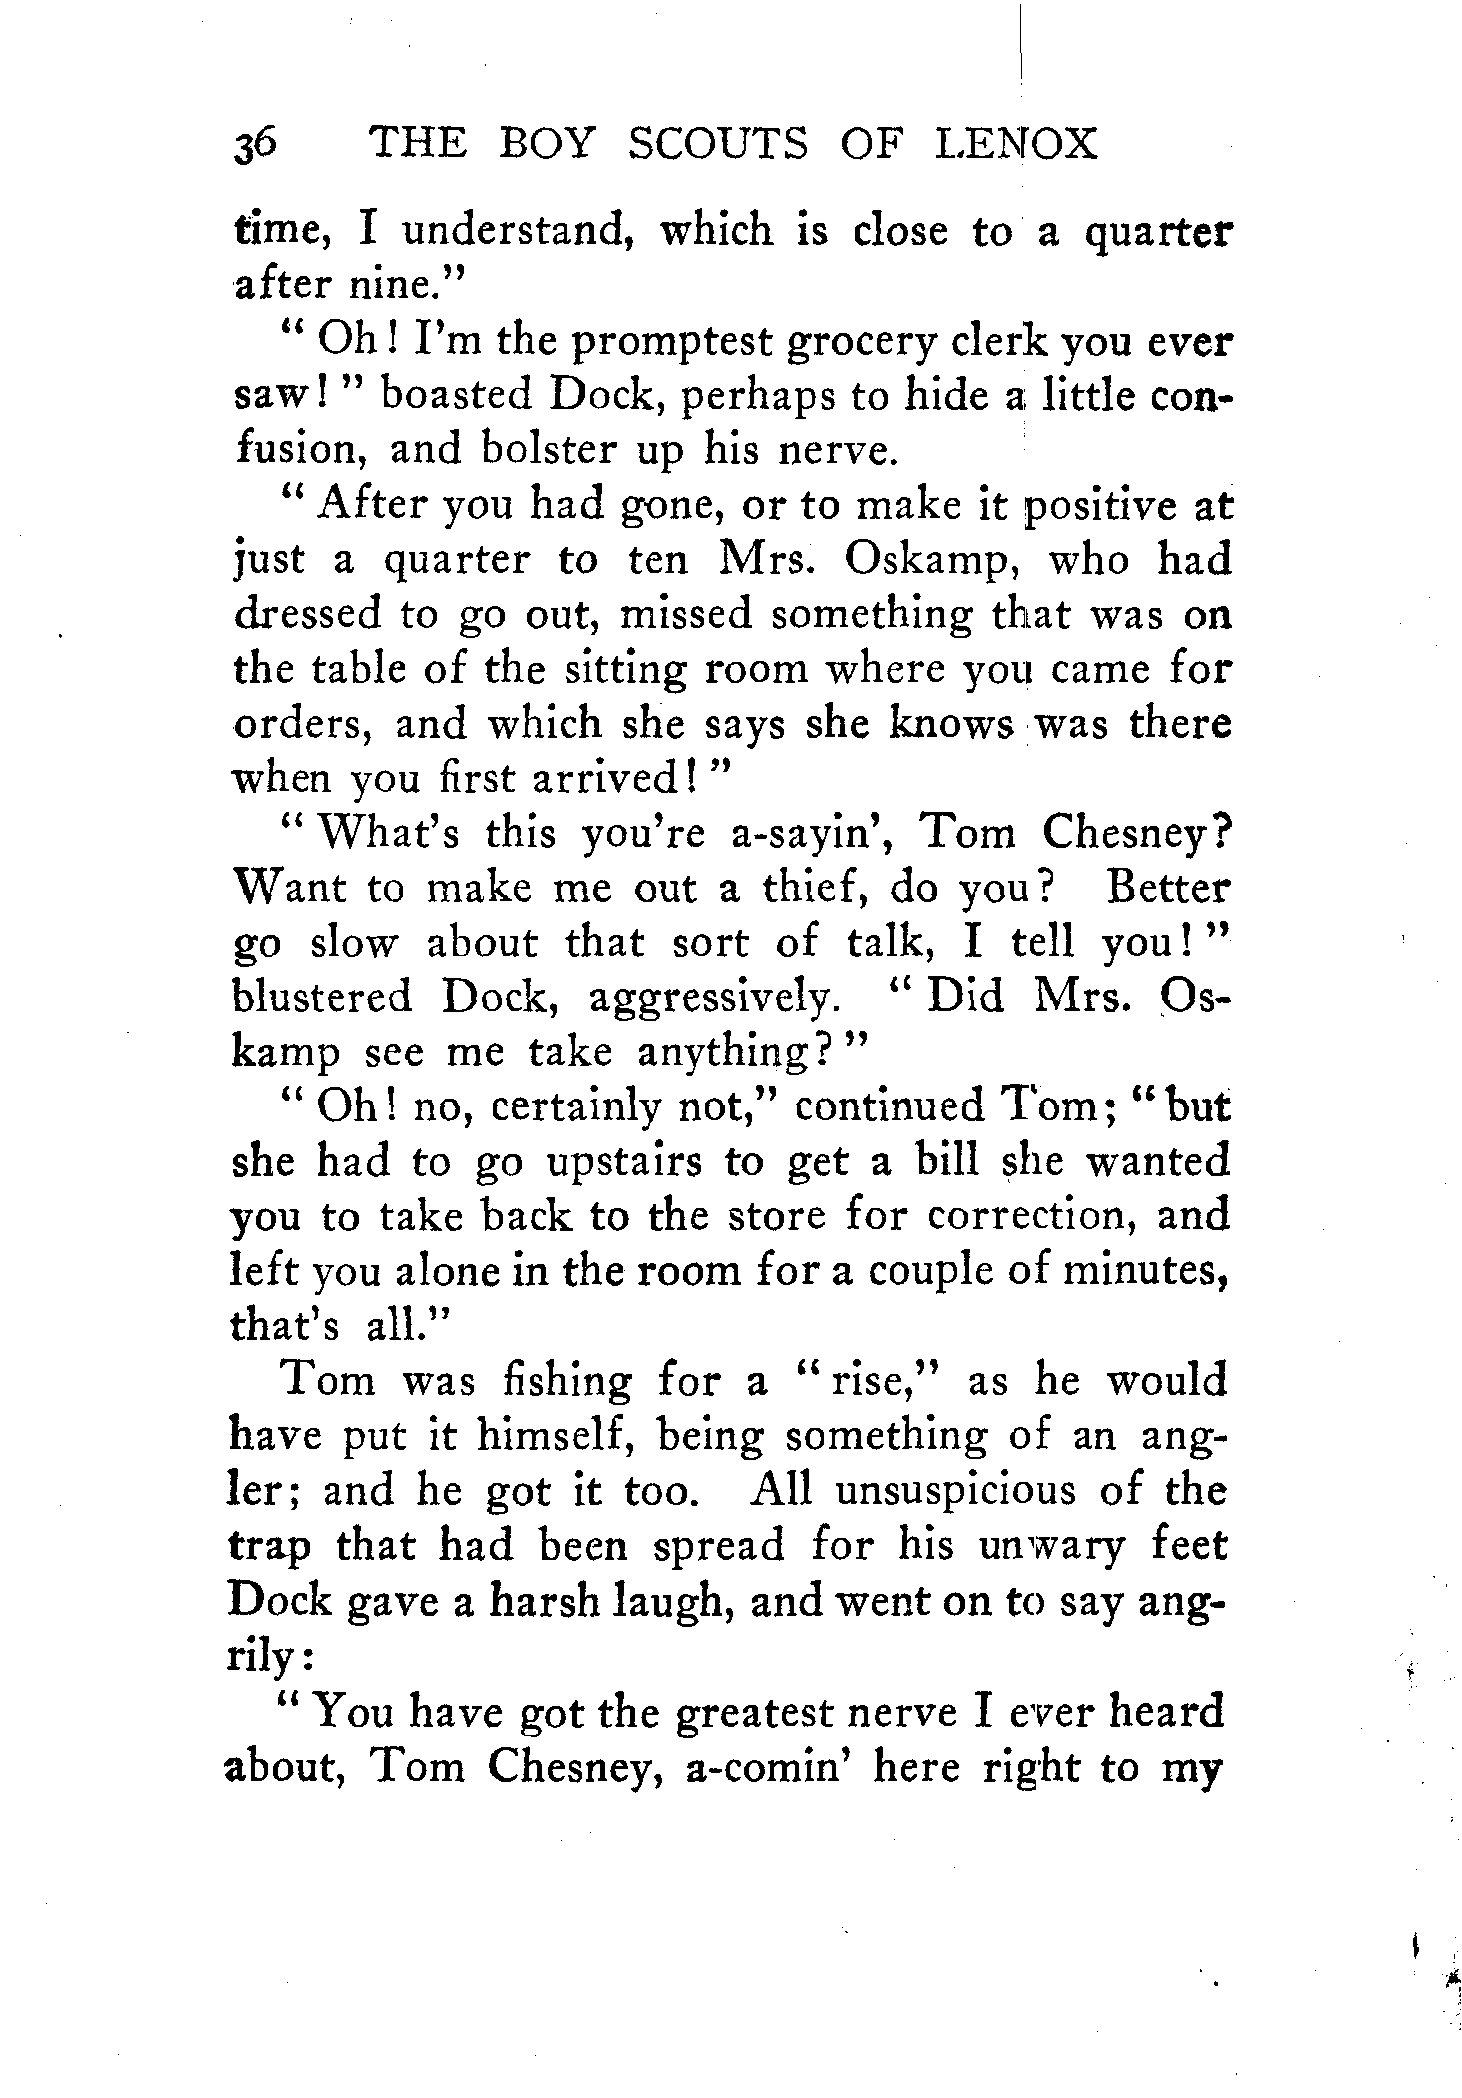 36 THE BOY SCOUTS OF LENOX
time, I understand, which is close to a quarter
after nine."
" Oh! I'm the promptest grocery clerk you ever
saw! " boasted Dock, perhaps to hide a little con-
fusion, and bolster up his nerve.
" After you had gone, or to make it positive at
just a quarter to ten Mrs. Oskamp, who had
dressed to go out, missed something that was on
the table of the sitting room where you came for
orders, and which she says she knows was there
when you first arrived! "
" What's this you're a-sayin', Tom Chesney?
Want to make me out a thief, do you? Better
go slow about that sort of talk, I tell you! "
blustered Dock, aggressively. " Did Mrs. Os-
kamp see me take anything? "
" Oh! no, certainly not," continued Tom; " but
she had to go upstairs to get a bill she wanted
you to take back to the store for correction, and
left you alone in the room for a couple of minutes,
that's all."
Tom was fishing for a " rise," as he would
have put it himself, being something of an ang-
ler; and he got it too. All unsuspicious of the
trap that had been spread for his unwary feet
Dock gave a harsh laugh, and went on to say ang-
rily:
" You have got the greatest nerve I ever heard
about, Tom Chesney, a-comin' here right to my